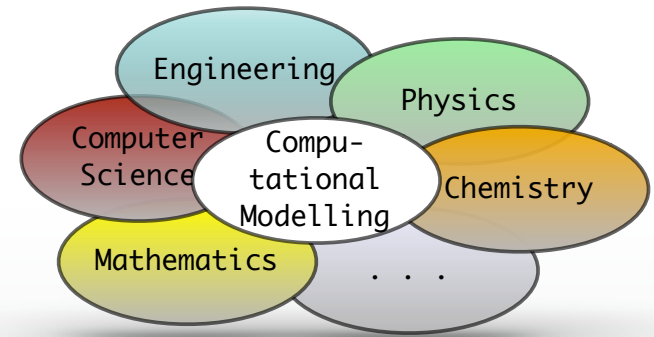 Engineering
Physics
Computer
Science
Compu-
tational
Modelling
Chemistry
Mathematics
. . .